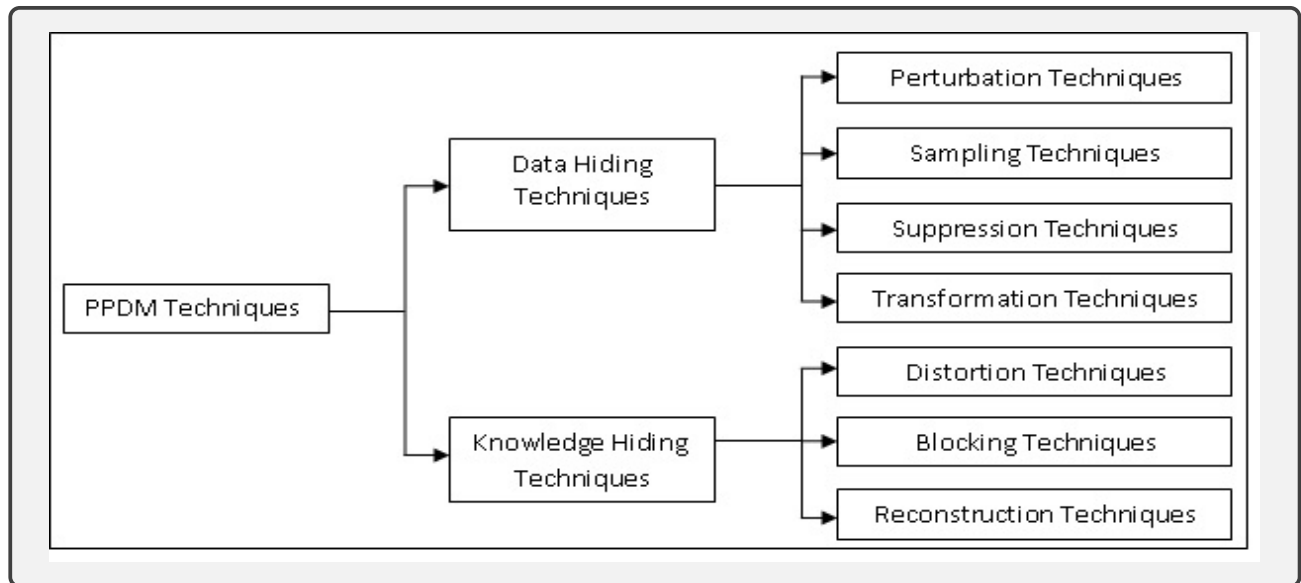 PPDM Techniques
Data Hiding
Techniques
Knowledge Hiding
Techniques
Perturbation Techniques
Sampling Techniques
Suppression Techniques
Transformation Techniques
Distortion Techniques
Blocking Techniques
Reconstruction Techniques